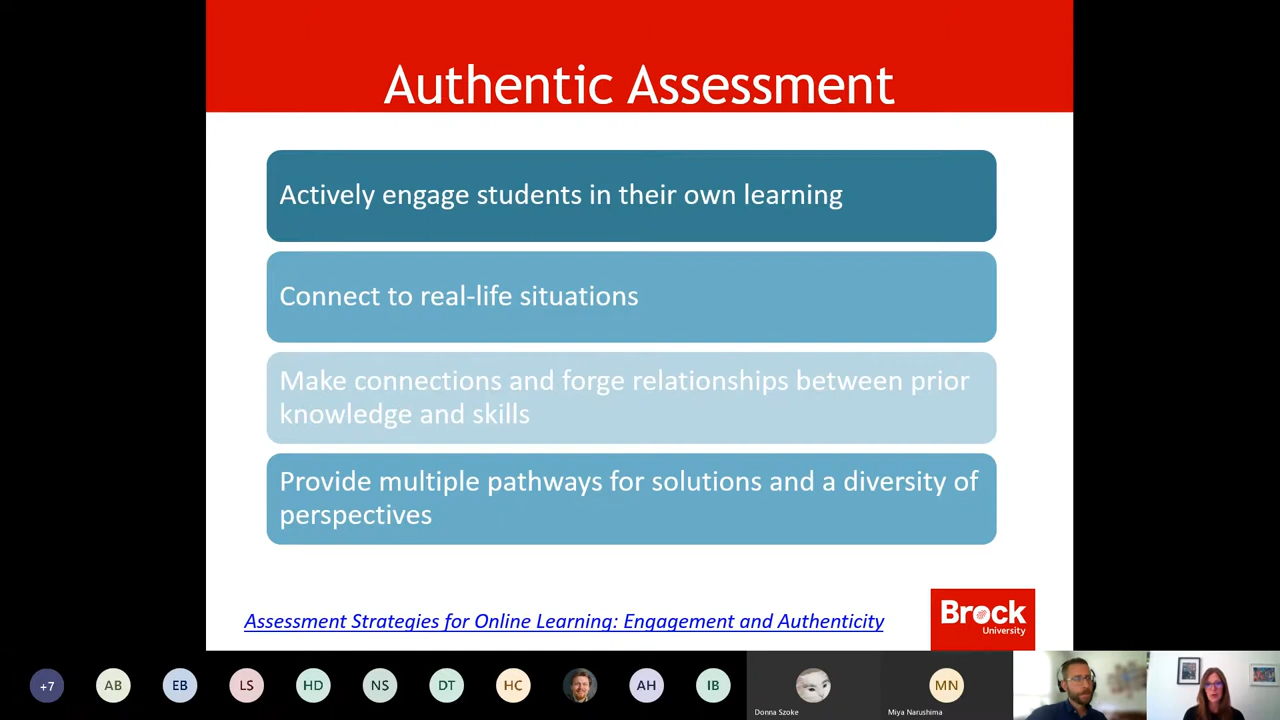 Authentic Assessment
Actively engage students in their own learning
Connect to real-life situations
Make connections and forge relationships between prior
knowledge and skills
Provide multiple pathways for solutions and a diversity of
perspectives
Assessment Strategies for Online Learning: Engagement and Authenticity
Brock
University
+7
AB
EB
LS
HD
NS
DT
HC
AH
IB
Donna Szoke
MN
Miya Narushima